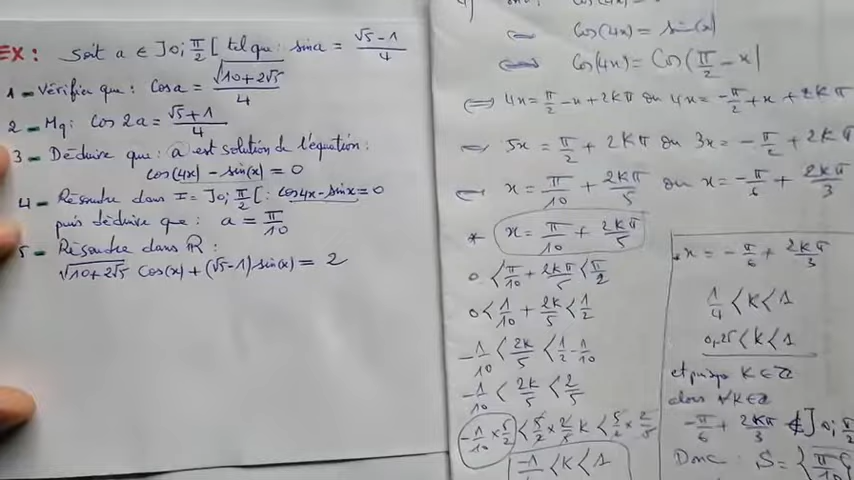 EX: soit a ∈ ]0; π/2[ tel que: sina = (√5 - 1)/4
1 - Vérifier que: Cosa = √(10+2√5)/4
2 - Mq: Cos 2a = (√5 + 1)/4
3 - Déduire que: a est solution de l'équation:
cos(4x) - sin(x) = 0
4 - Résoudre dans I = ]0; π/2[: cos4x - sinx = 0
puis déduire que: a = π/10
5 - Résoudre dans ℝ:
√(10+2√5) cos(x) + (√5-1) sin(x) = 2
⟺ cos(4x) = sin(x)
⟺ Cos(4x) = Cos(π/2 - x)
⟺ 4x = π/2 - x + 2kπ ou 4x = -π/2 + x + 2kπ
⟺ 5x = π/2 + 2kπ ou 3x = -π/2 + 2kπ
⟺ x = π/10 + 2kπ/5 ou x = -π/6 + 2kπ/3
* x = π/10 + 2kπ/5
0 < π/10 + 2kπ/5 < π/2
0 < 1/10 + 2k/5 < 1/2
-1/10 < 2k/5 < 1/2 - 1/10
-1/10 < 2k/5 < 2/5
-1/10 × 5/2 < 5/2 × 2/5 k < 5/2 × 2/5
-1/ < k < 1
. x = -π/6 + 2kπ/3
1/4 < k < 1
0,25 < k < 1
et puisque k ∈ ℤ
alors ∀k∈ℤ
-π/6 + 2kπ/3 ∉ ]0; π/2
Donc: S = {π/10}